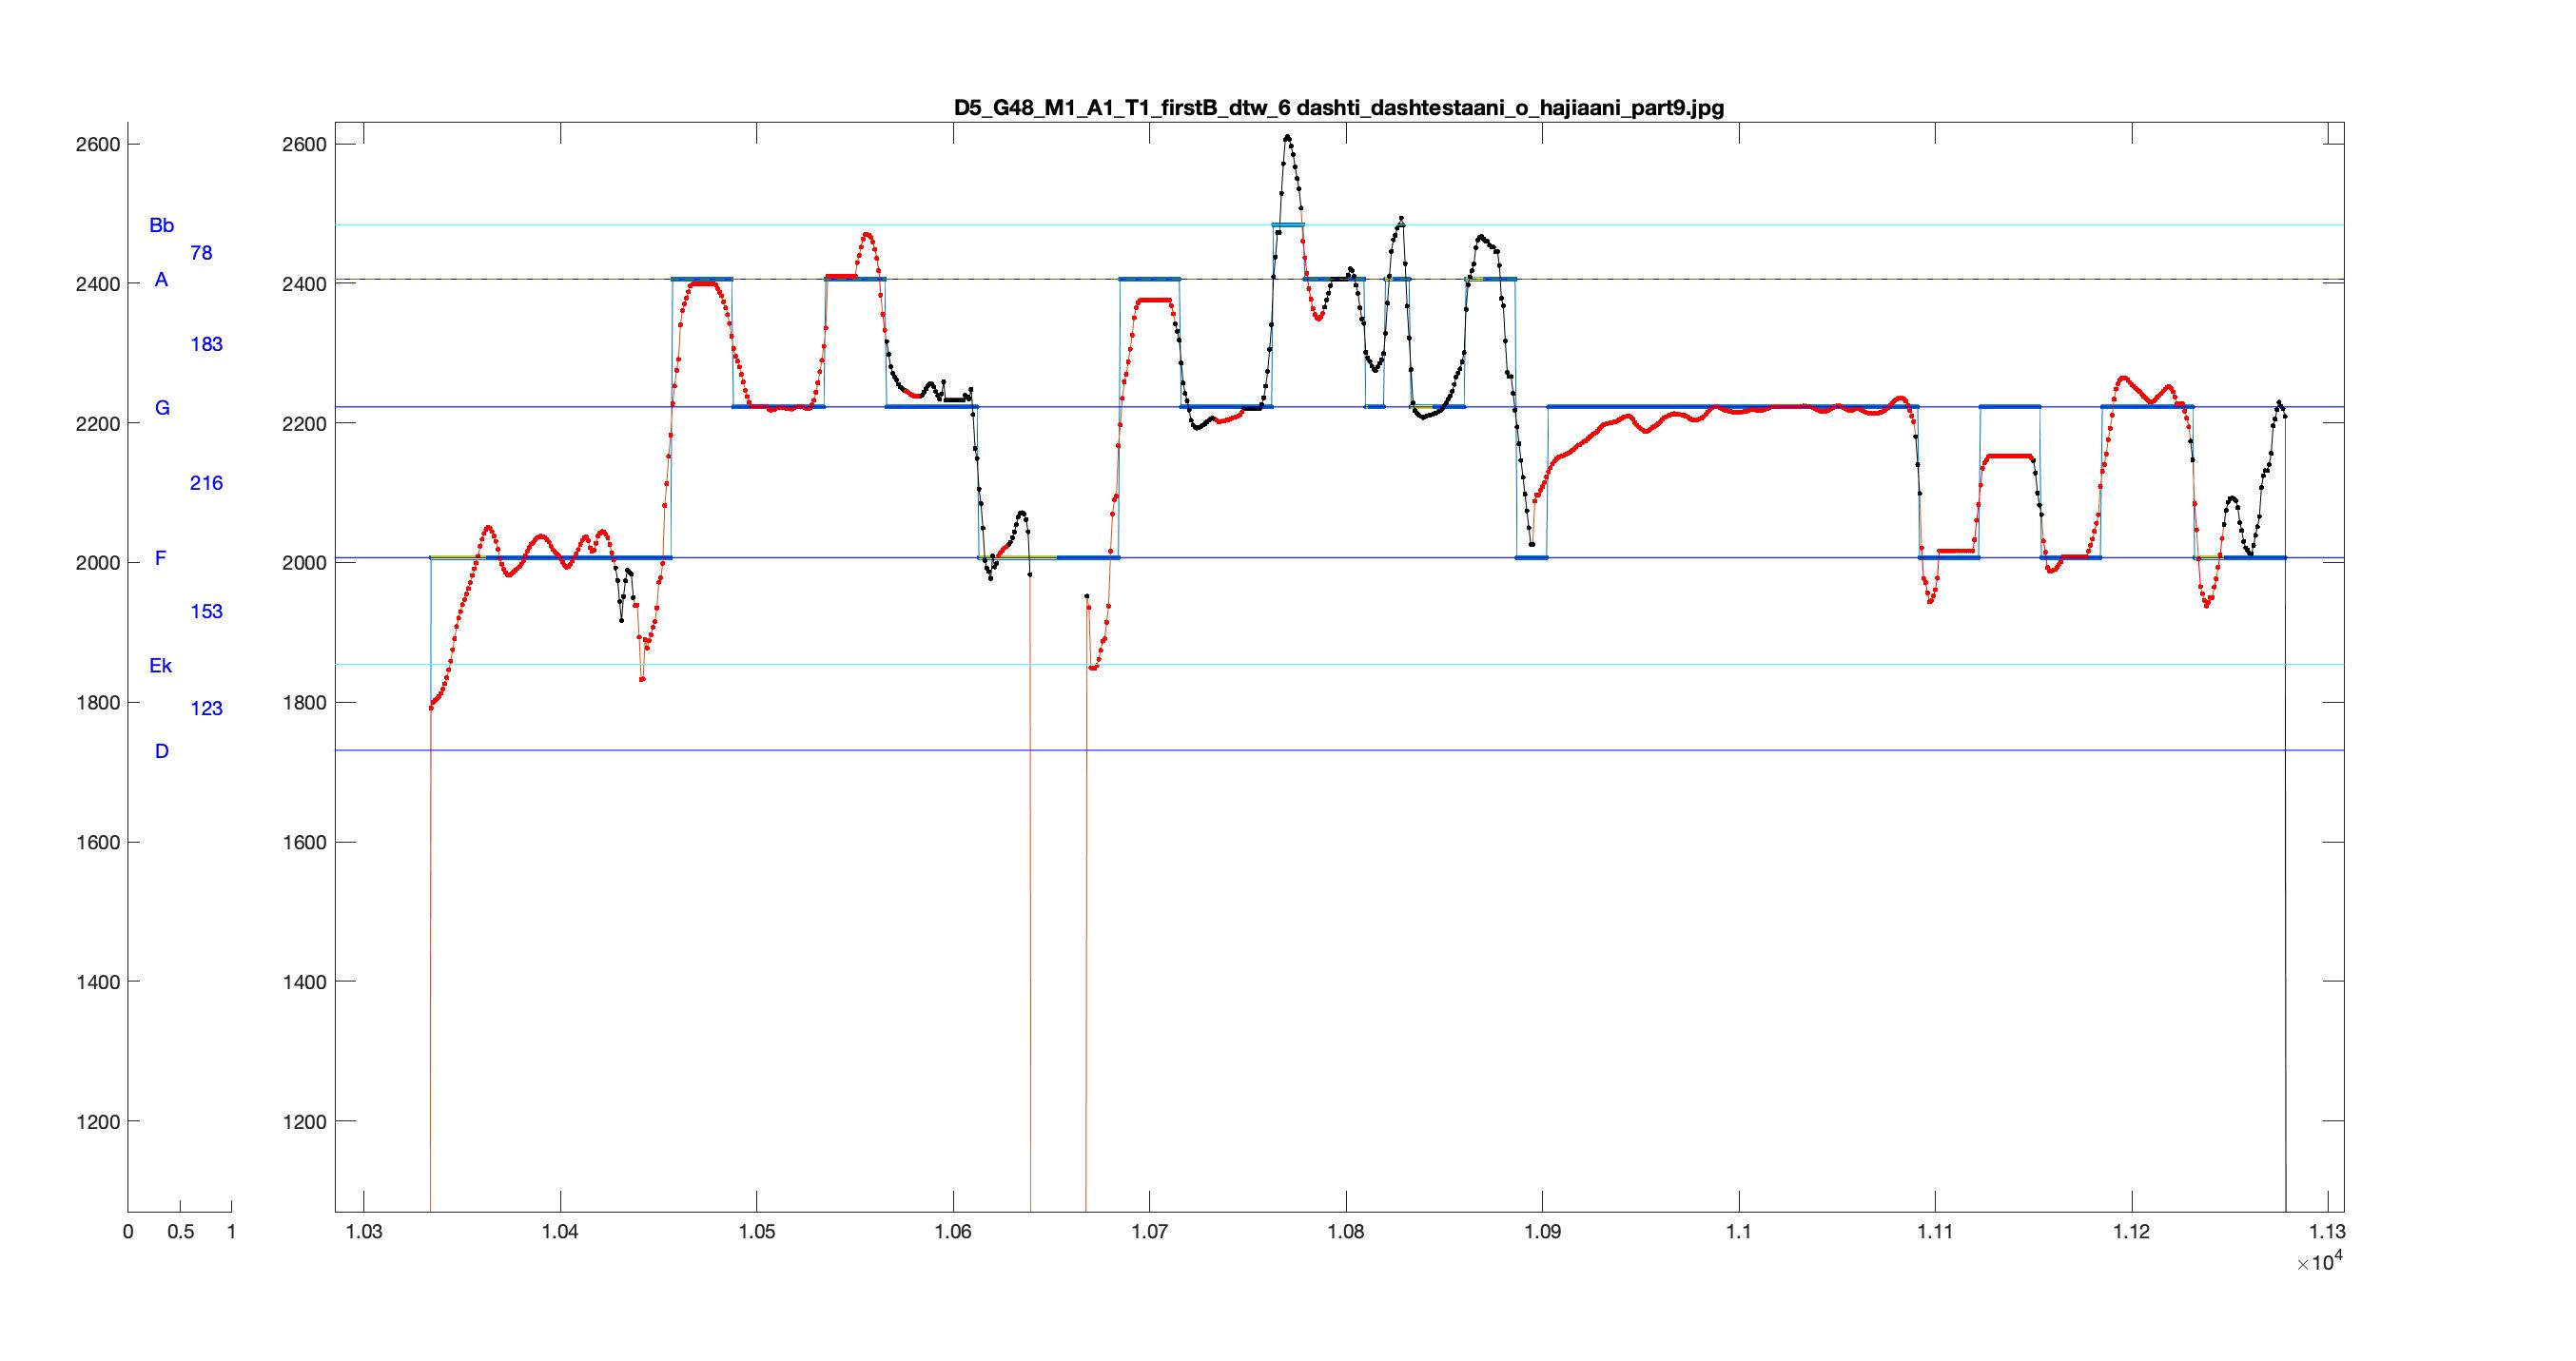 D5_G48_M1_A1_T1_firstB_dtw_6 dashti_dashtestaani_o_hajiaani_part9.jpg
2600 2600
Bb
78
2400 A 2400
183
G
2200 2200
216
F
2000 2000
153
Ek
1800 123 1800
D
1600 1600
1400 1400
1200 1200
0 0.5 1 1.03 1.04 1.05 1.06 1.07 1.08 1.09 1.1 1.11 1.12 1.13
×10⁴